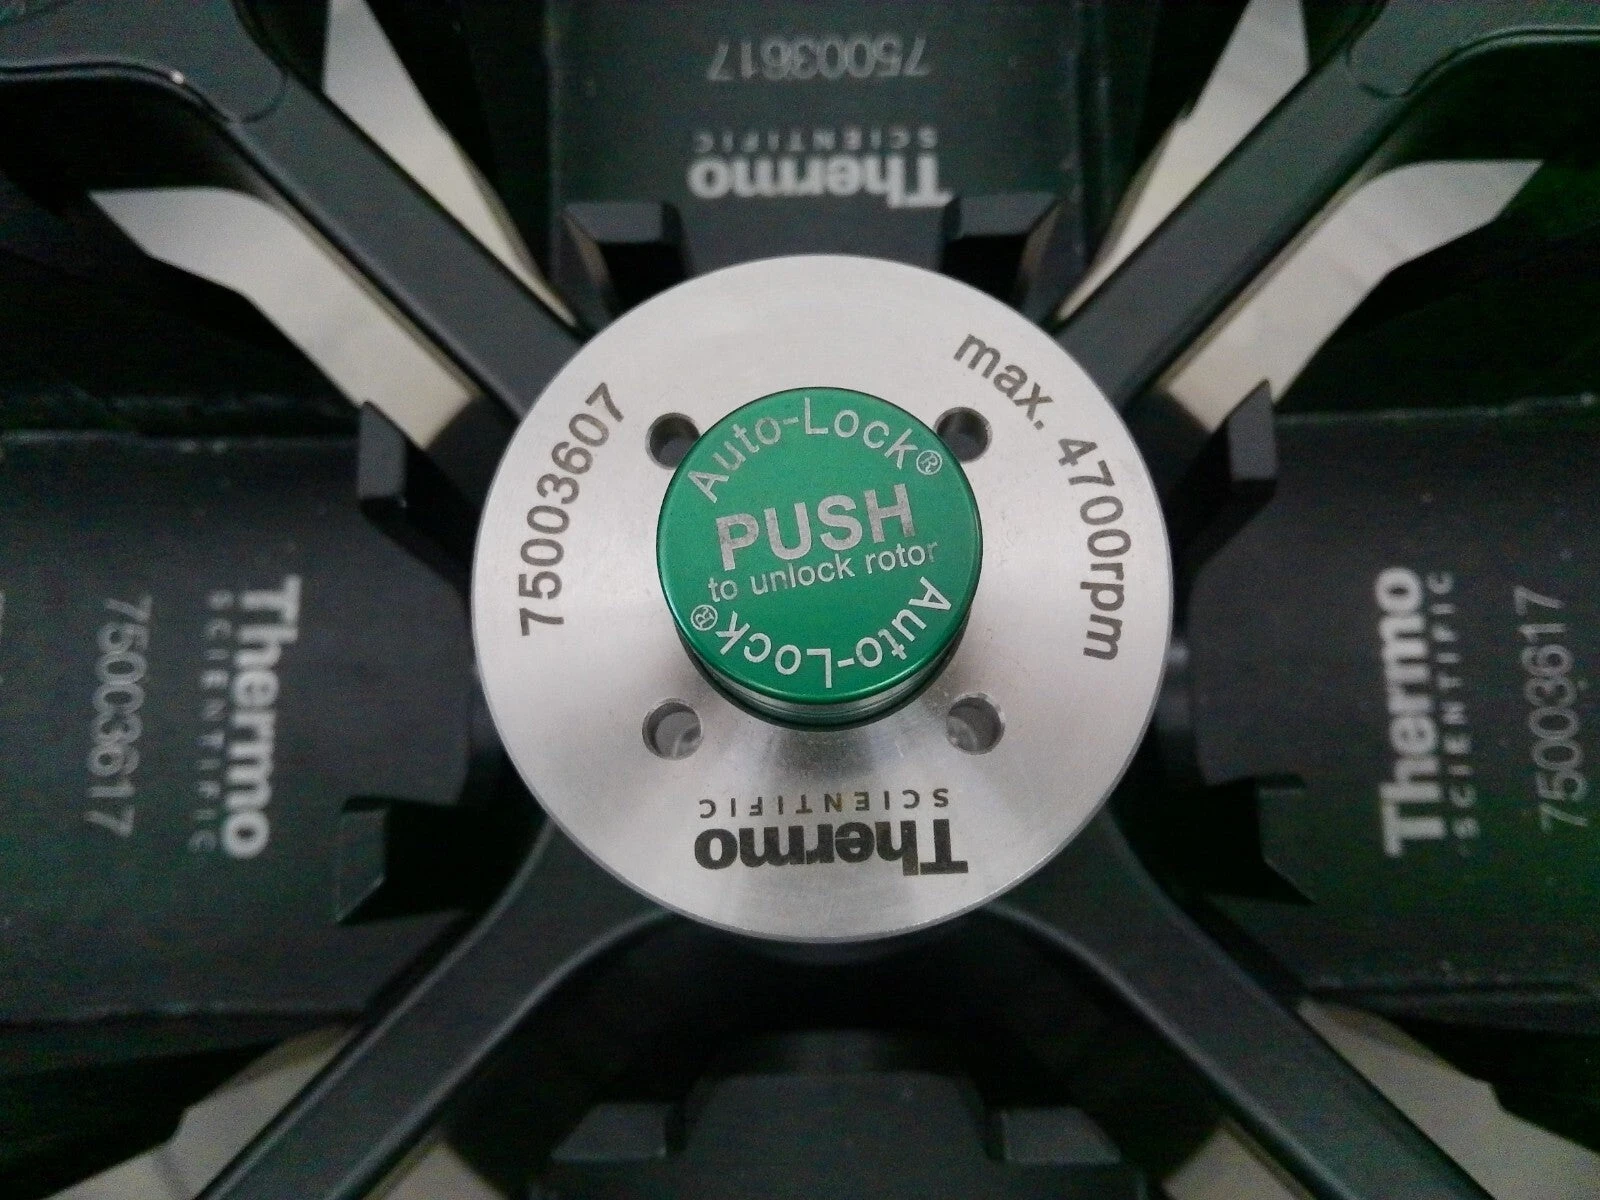 75003617
Thermo
SCIENTIFIC
max. 4700rpm
75003607
Auto-Lock®
PUSH
to unlock rotor
Auto-Lock®
Thermo
SCIENTIFIC
75003617
Thermo
SCIENTIFIC
75003617
Thermo
SCIENTIFIC